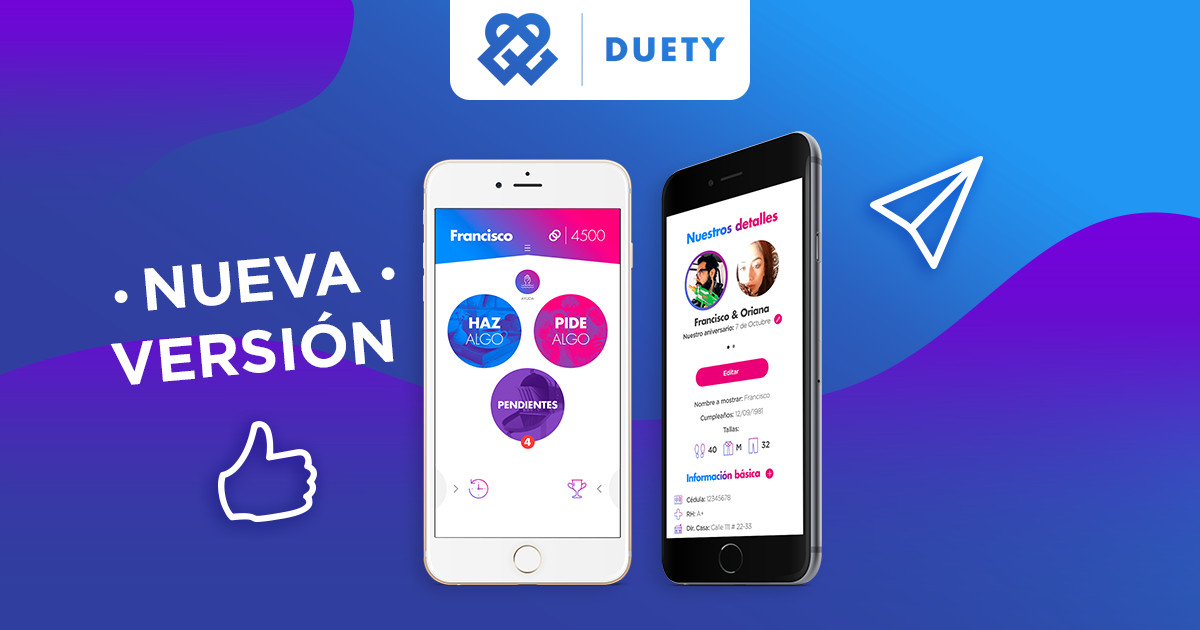 DUETY
• NUEVA •
VERSIÓN
Francisco
4500
AYUDA
HAZ
ALGO
PIDE
ALGO
PENDIENTES
4
Nuestros detalles
Francisco & Oriana
Nuestro aniversario: 7 de Octubre
Editar
Nombre a mostrar: Francisco
Cumpleaños: 12/09/1981
Tallas:
40 M 32
Información básica
Cédula: 12345678
RH: A+
Dir. Casa: Calle 111 # 22-33